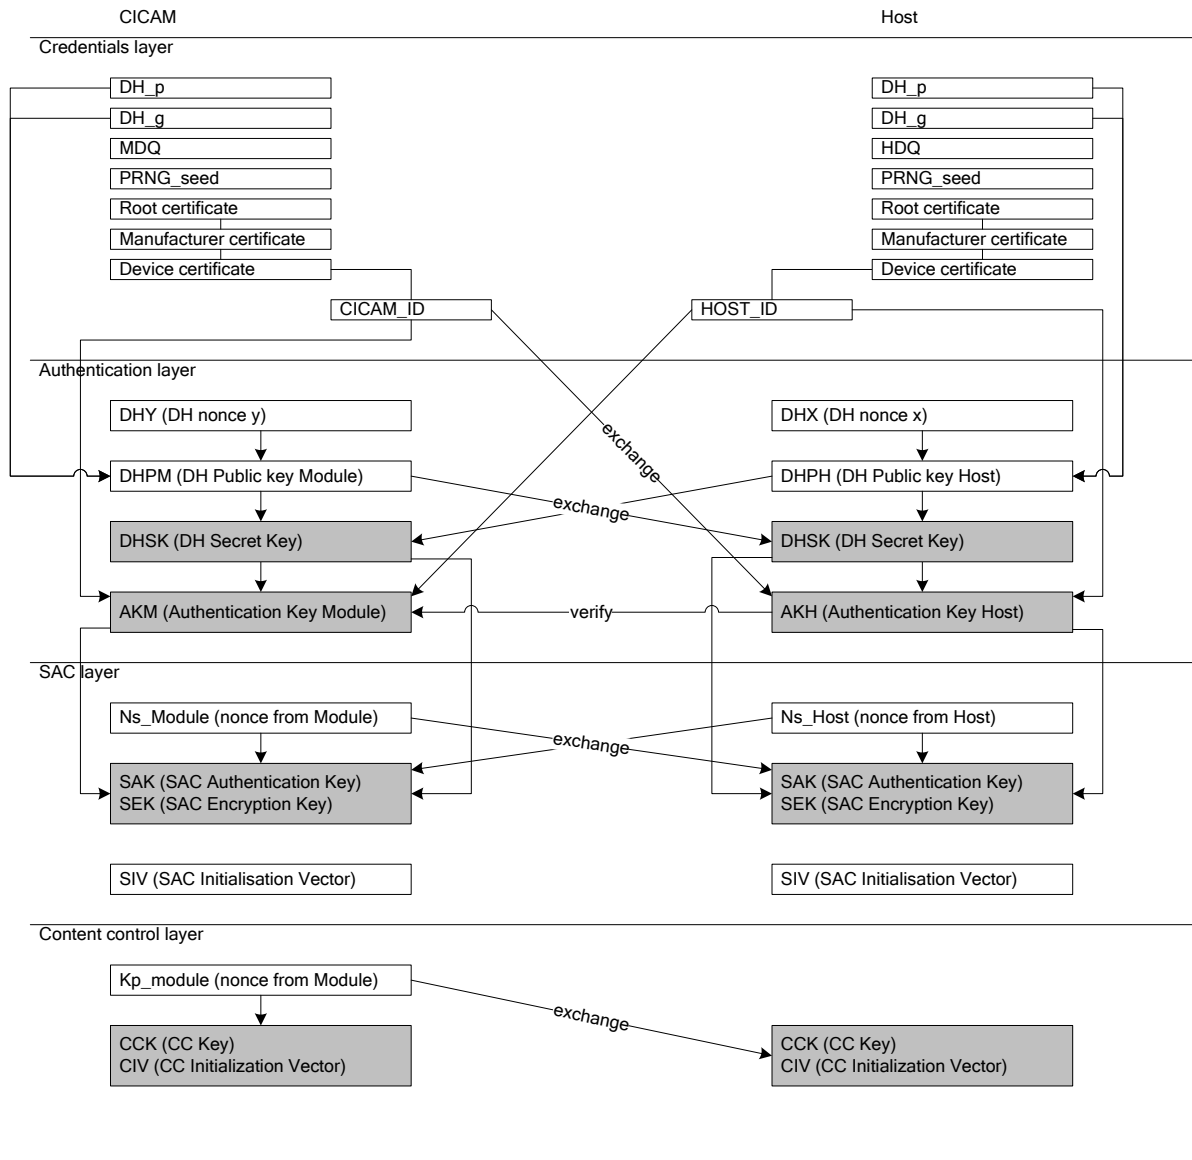 CICAM Host
Credentials layer
DH_p DH_p
DH_g DH_g
MDQ HDQ
PRNG_seed PRNG_seed
Root certificate Root certificate
Manufacturer certificate Manufacturer certificate
Device certificate Device certificate
CICAM_ID HOST_ID
Authentication layer
DHY (DH nonce y) DHX (DH nonce x)
exchange
DHPM (DH Public key Module) DHPH (DH Public key Host)
exchange
DHSK (DH Secret Key) DHSK (DH Secret Key)
AKM (Authentication Key Module) verify AKH (Authentication Key Host)
SAC layer
Ns_Module (nonce from Module) Ns_Host (nonce from Host)
exchange
SAK (SAC Authentication Key) SAK (SAC Authentication Key)
SEK (SAC Encryption Key) SEK (SAC Encryption Key)
SIV (SAC Initialisation Vector) SIV (SAC Initialisation Vector)
Content control layer
Kp_module (nonce from Module)
exchange
CCK (CC Key) CCK (CC Key)
CIV (CC Initialization Vector) CIV (CC Initialization Vector)